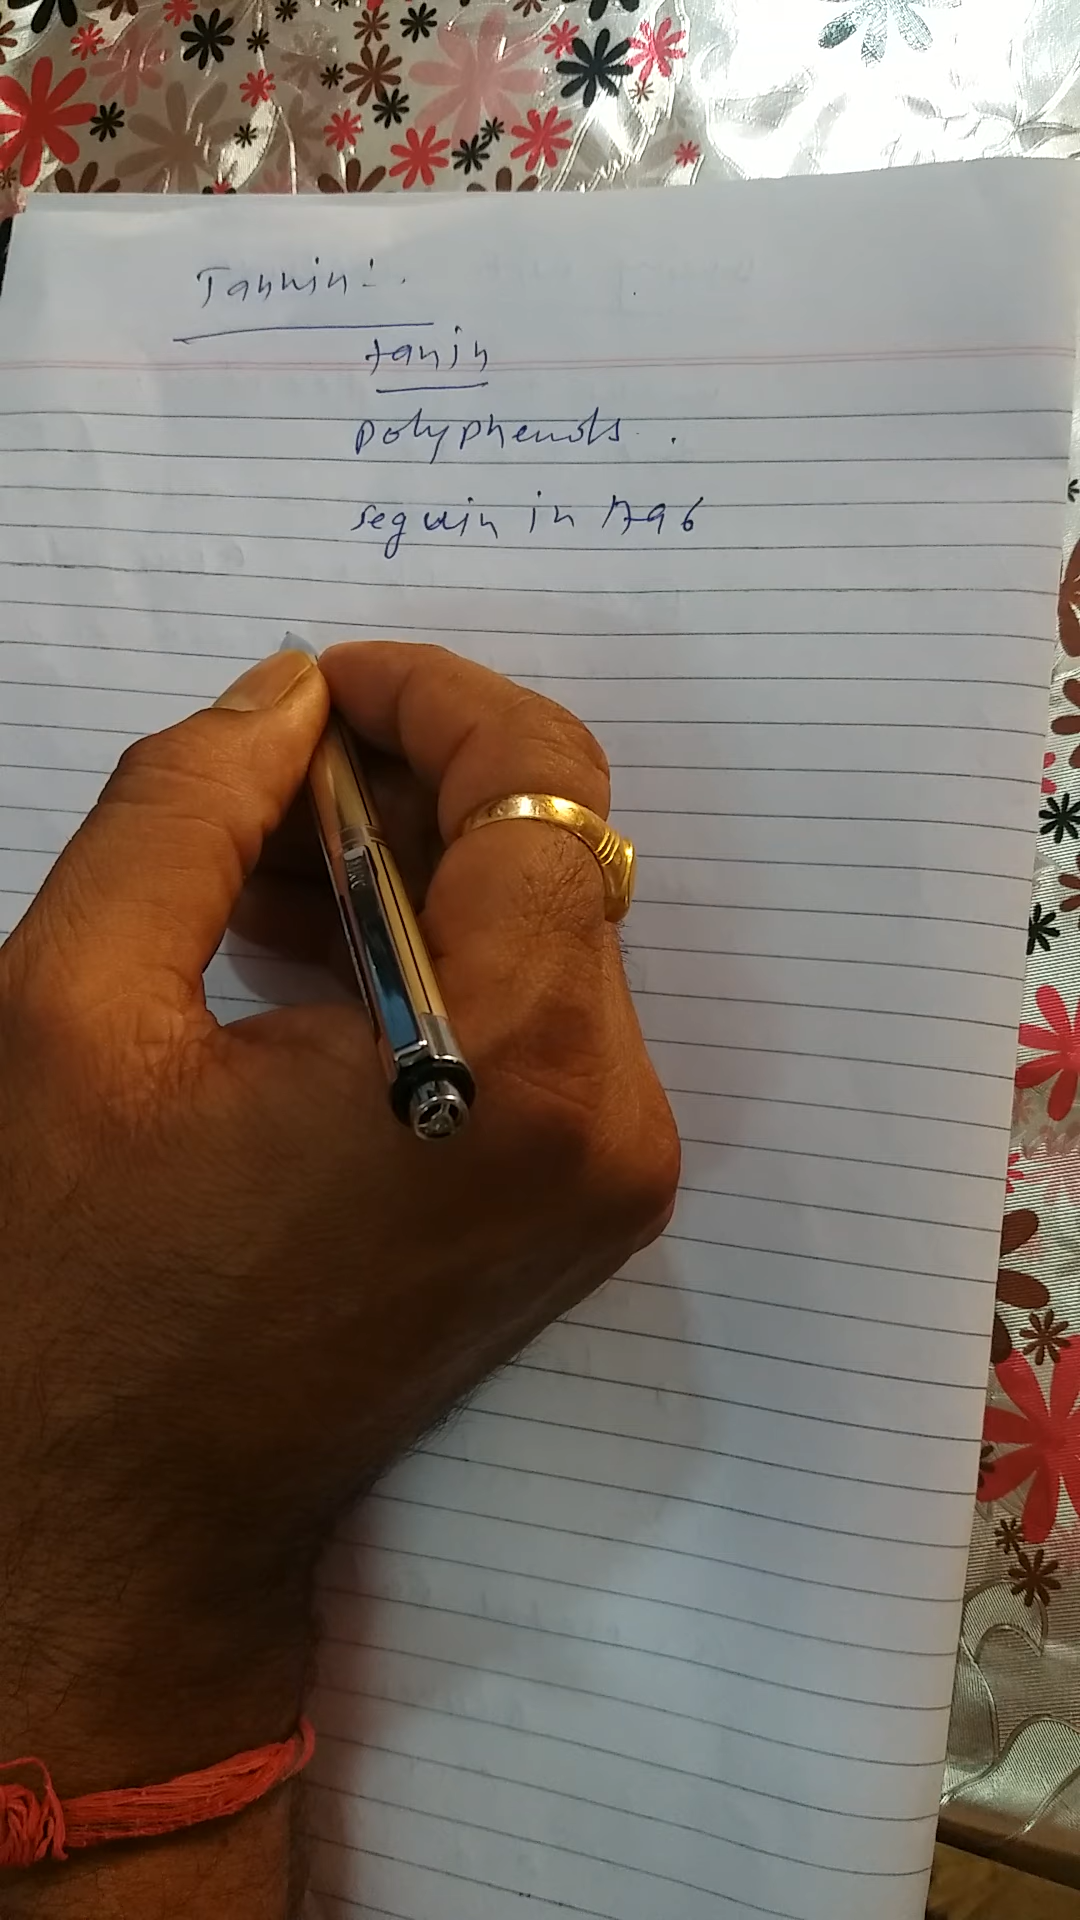 Tannin :- .
tanin
polyphenols .
seguin in 1796